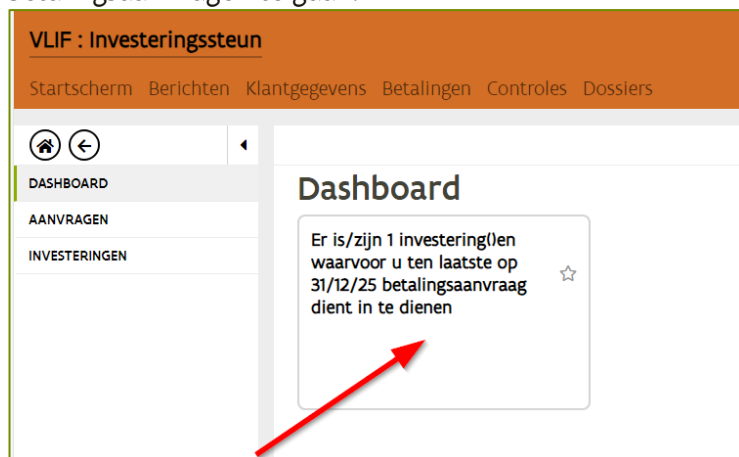 VLIF : Investeringssteun
Startscherm Berichten Klantgegevens Betalingen Controles Dossiers
DASHBOARD
AANVRAGEN
INVESTERINGEN
Dashboard
Er is/zijn 1 investering()en
waarvoor u ten laatste op
31/12/25 betalingsaanvraag
dient in te dienen